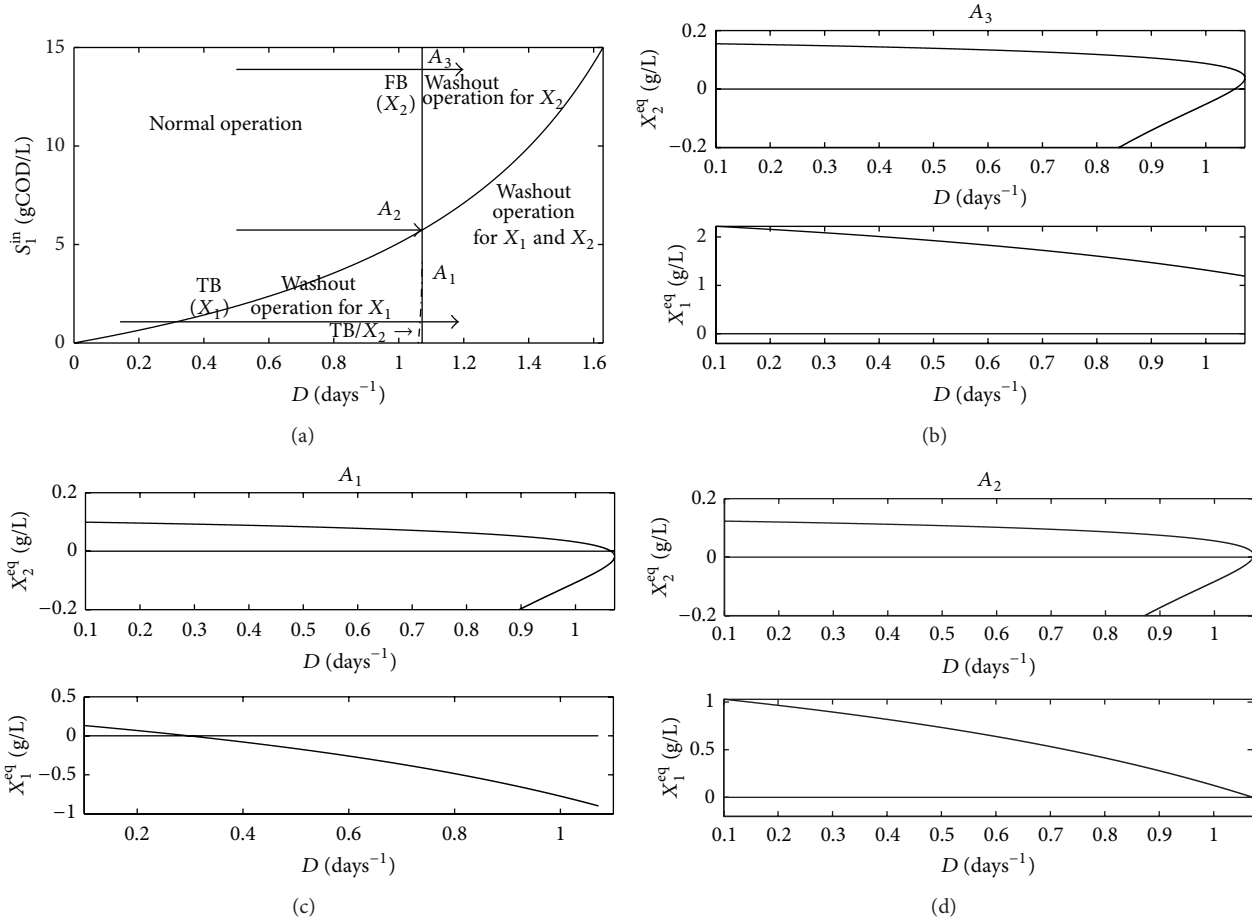 15
10
5
0
S₁ⁱⁿ (gCOD/L)
A₃
FB
(X₂)
Washout
operation for X₂
Normal operation
A₂
Washout
operation
for X₁ and X₂
A₁
TB
(X₁)
Washout
operation for X₁
TB/X₂ →
0 0.2 0.4 0.6 0.8 1 1.2 1.4 1.6
D (days⁻¹)
(a)
A₃
0.2
0
−0.2
X₂ᵉq (g/L)
0.1 0.2 0.3 0.4 0.5 0.6 0.7 0.8 0.9 1
D (days⁻¹)
2
1
0
X₁ᵉq (g/L)
0.1 0.2 0.3 0.4 0.5 0.6 0.7 0.8 0.9 1
D (days⁻¹)
(b)
A₁
0.2
0
−0.2
X₂ᵉq (g/L)
0.1 0.2 0.3 0.4 0.5 0.6 0.7 0.8 0.9 1
D (days⁻¹)
0.5
0
−0.5
−1
X₁ᵉq (g/L)
0.2 0.4 0.6 0.8 1
D (days⁻¹)
(c)
A₂
0.2
0
−0.2
X₂ᵉq (g/L)
0.1 0.2 0.3 0.4 0.5 0.6 0.7 0.8 0.9 1
D (days⁻¹)
1
0
X₁ᵉq (g/L)
0.1 0.2 0.3 0.4 0.5 0.6 0.7 0.8 0.9 1
D (days⁻¹)
(d)